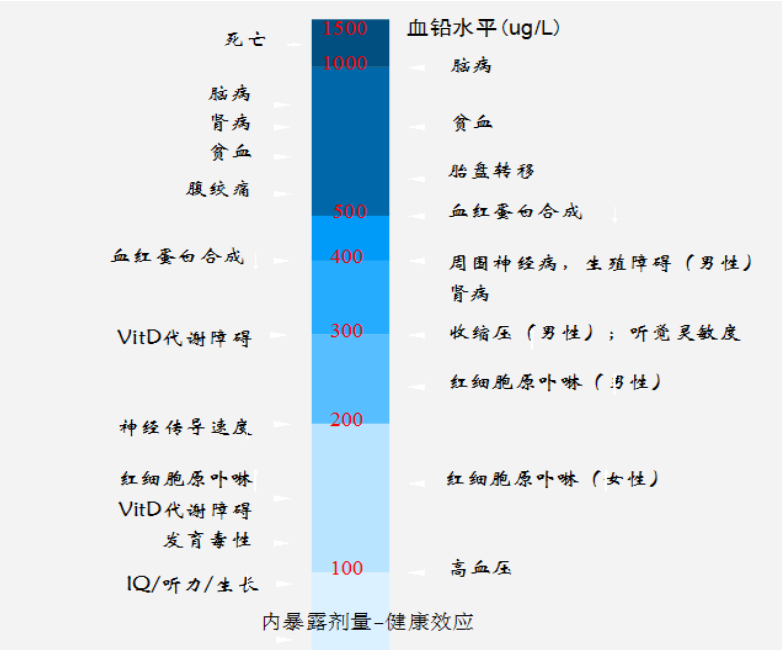 血铅水平(ug/L)
1500
死亡
1000
脑病
脑病
肾病
贫血
贫血
胎盘转移
腹绞痛
500
血红蛋白合成
血红蛋白合成
400
周围神经病，生殖障碍（男性）
肾病
VitD代谢障碍
300
收缩压（男性）；听觉灵敏度
红细胞原卟啉（男性）
200
神经传导速度
红细胞原卟啉
红细胞原卟啉（女性）
VitD代谢障碍
发育毒性
100
高血压
IQ/听力/生长
内暴露剂量-健康效应